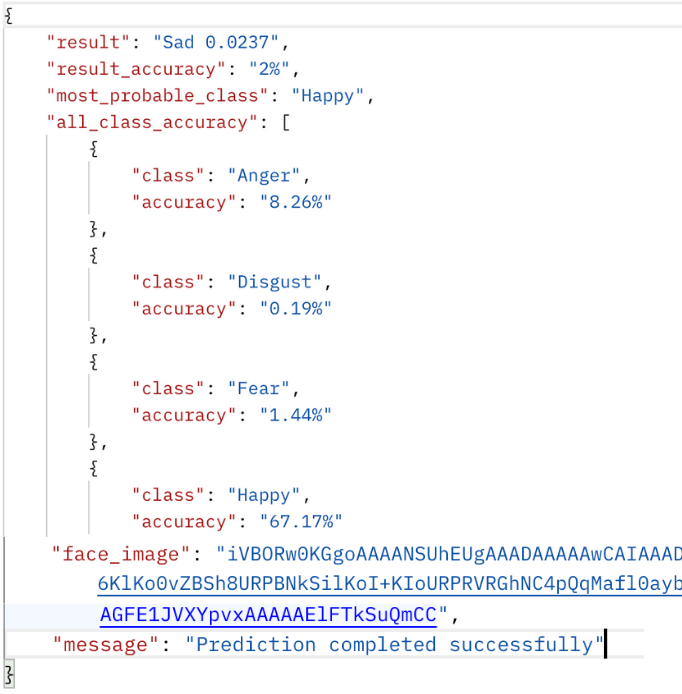 {
"result": "Sad 0.0237",
"result_accuracy": "2%",
"most_probable_class": "Happy",
"all_class_accuracy": [
{
"class": "Anger",
"accuracy": "8.26%"
},
{
"class": "Disgust",
"accuracy": "0.19%"
},
{
"class": "Fear",
"accuracy": "1.44%"
},
{
"class": "Happy",
"accuracy": "67.17%"
"face_image": "iVBORw0KGgoAAAANSUhEUgAAADAAAAAwCAIAAAD
6KlKo0vZBSh8URPBNkSilKoI+KIoURPRVRGhNC4pQqMafl0ayb
AGFE1JVXYpvxAAAAAElFTkSuQmCC",
"message": "Prediction completed successfully"
}